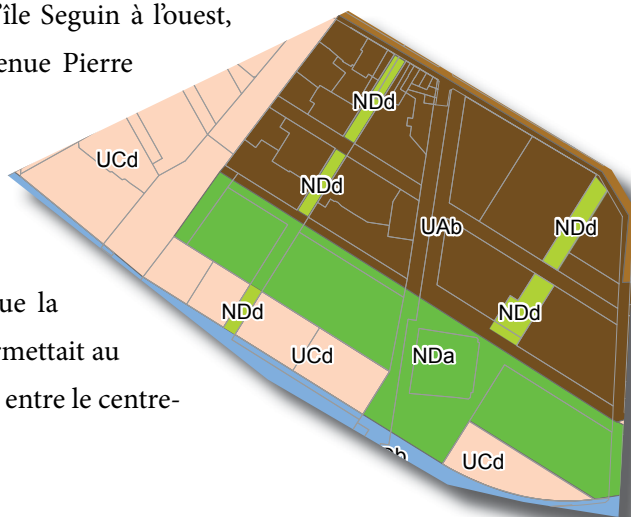 'île Seguin à l'ouest,
enue Pierre
NDd
UCd
NDd
UAb
NDd
ue la
NDd
NDd
rmettait au
UCd
NDa
entre le centre-
UCd